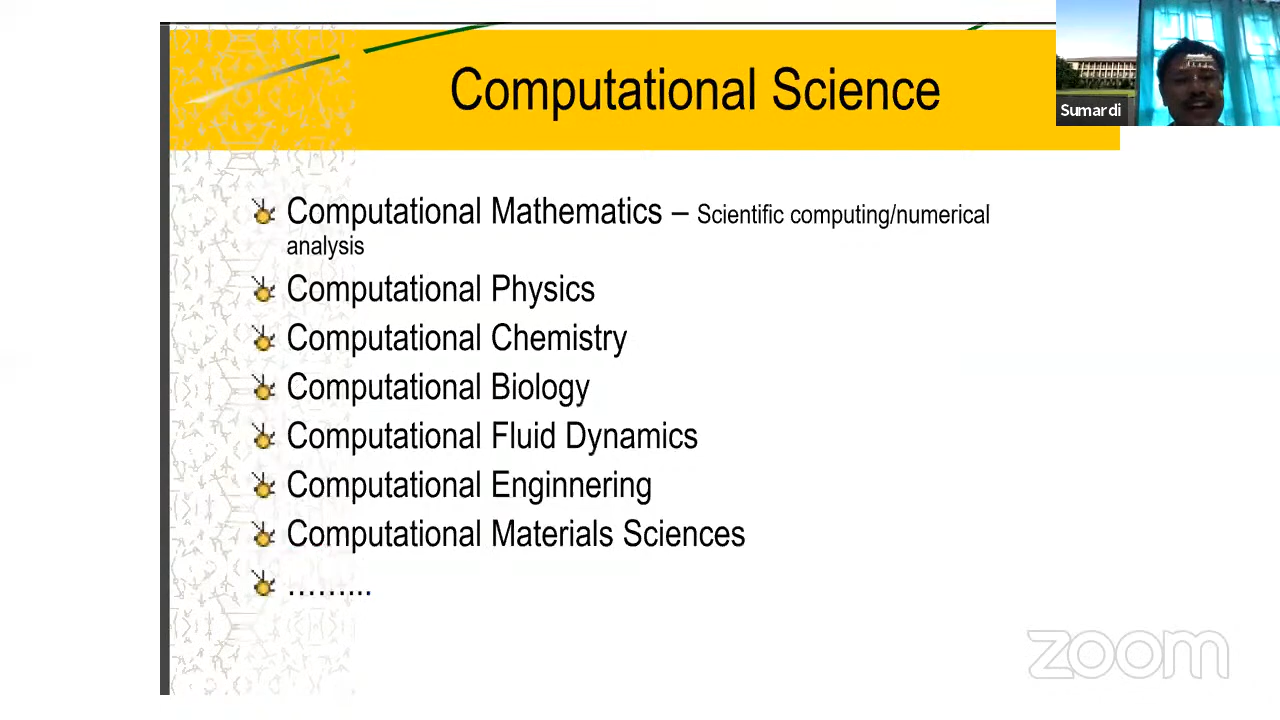 Computational Science
Sumardi
Computational Mathematics – Scientific computing/numerical
analysis
Computational Physics
Computational Chemistry
Computational Biology
Computational Fluid Dynamics
Computational Enginnering
Computational Materials Sciences
……...
zoom